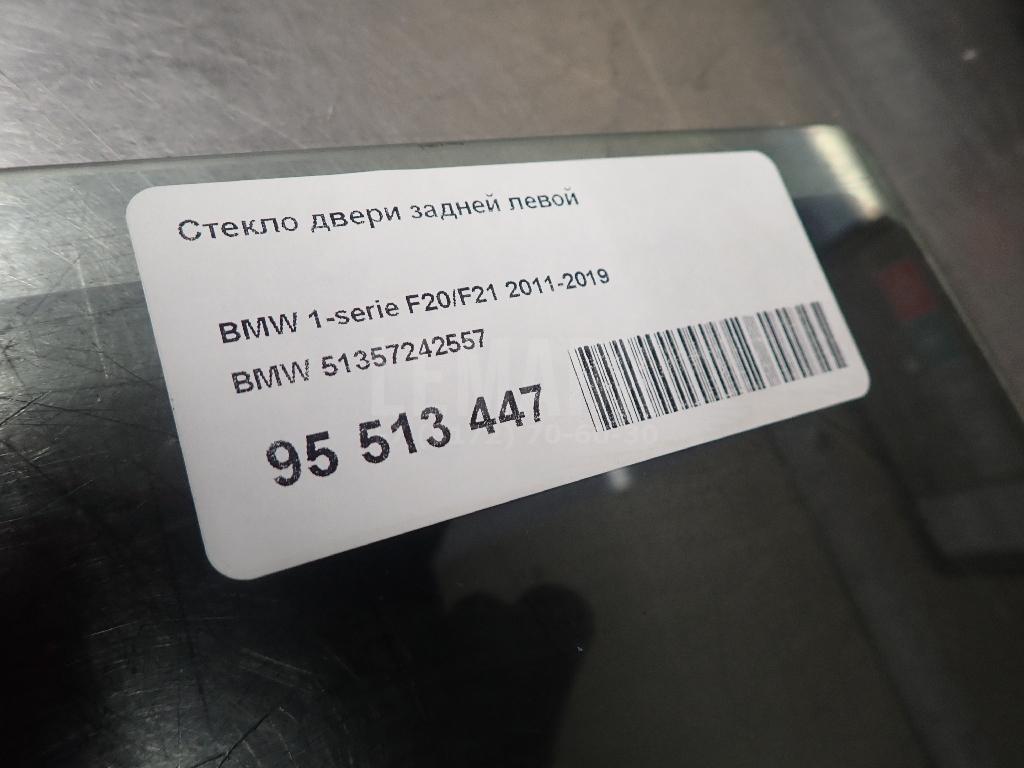 Стекло двери задней левой
BMW 1-serie F20/F21 2011-2019
BMW 51357242557
95 513 447